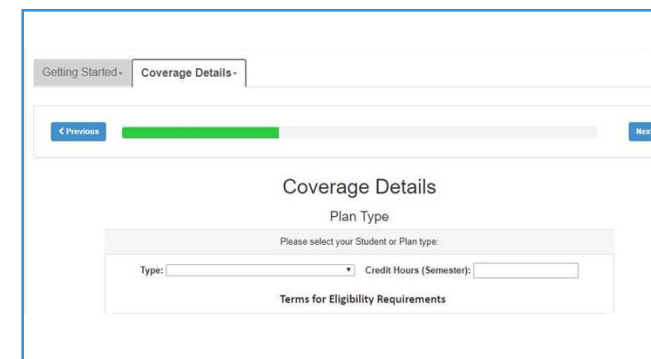 Getting Started-
Coverage Details-
Previous
Next
Coverage Details
Plan Type
Please select your Student or Plan type:
Type: Credit Hours (Semester):
Terms for Eligibility Requirements